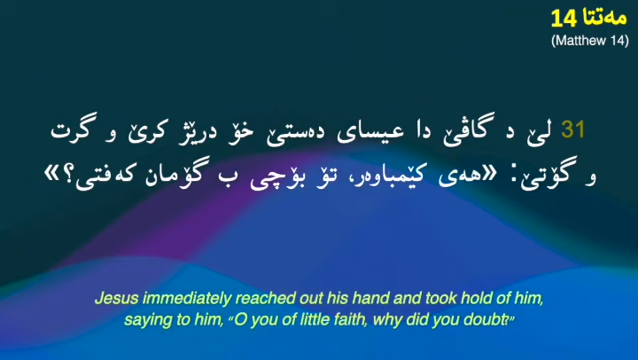 مەتتا 14
(Matthew 14)
31 لێ د گاڤێ دا عیسای دەستێ خۆ درێژ کرێ و گرت
و گۆتێ: «هەی کێمباوەر، تۆ بۆچی ب گۆمان کەفتی؟»
Jesus immediately reached out his hand and took hold of him,
saying to him, “O you of little faith, why did you doubt?”